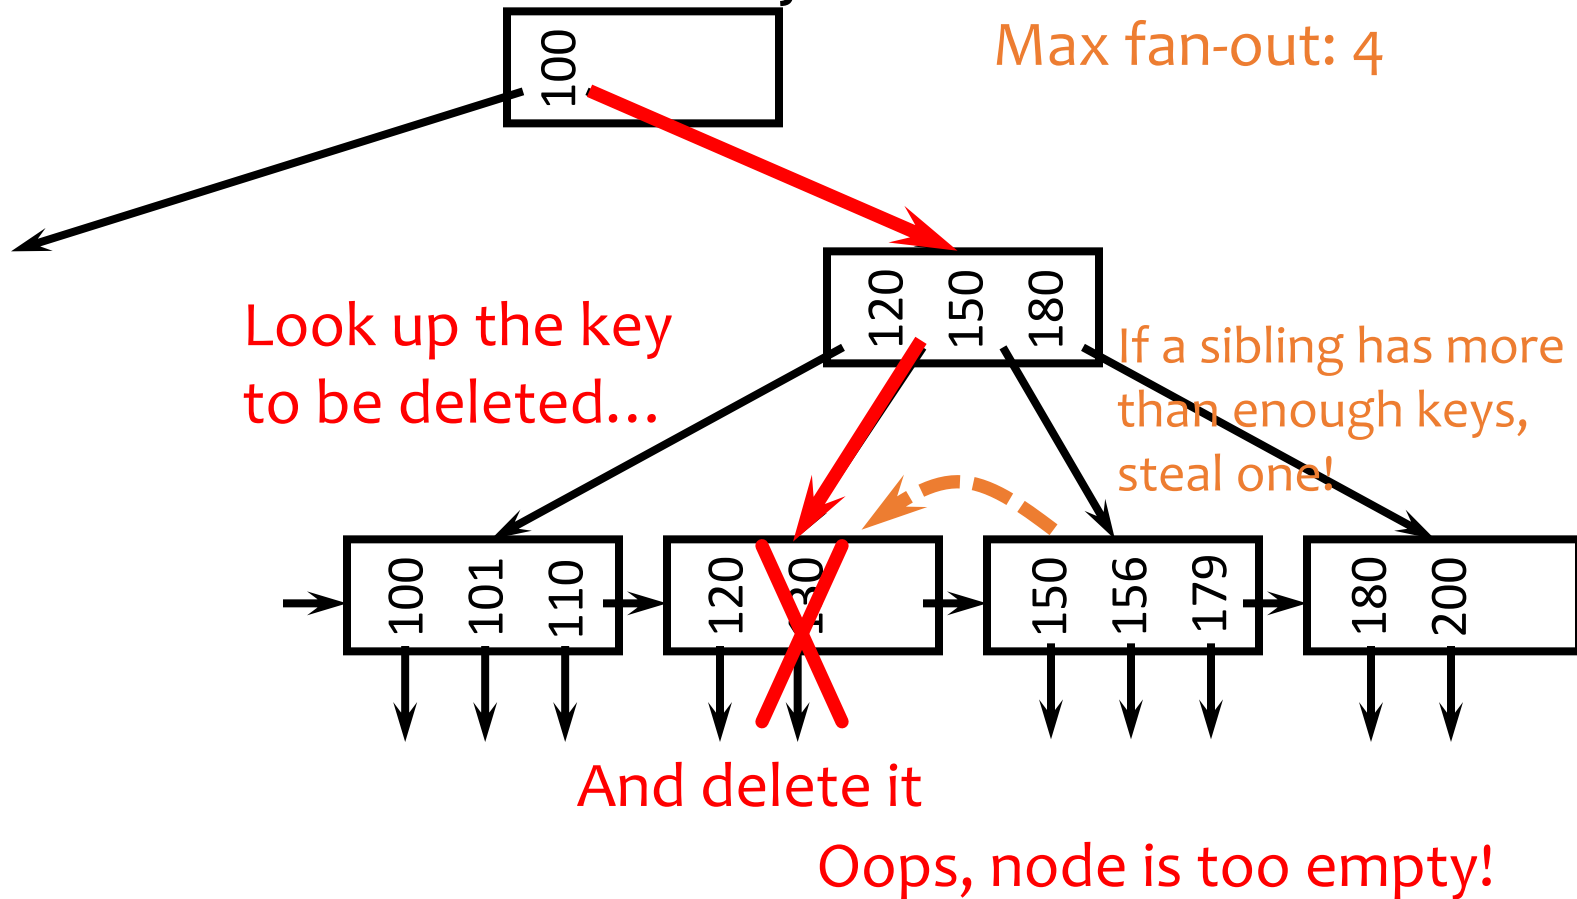 100
Max fan-out: 4
120 150 180
Look up the key
to be deleted...
If a sibling has more
than enough keys,
steal one!
100 101 110 120 130 150 156 179 180 200
And delete it
Oops, node is too empty!